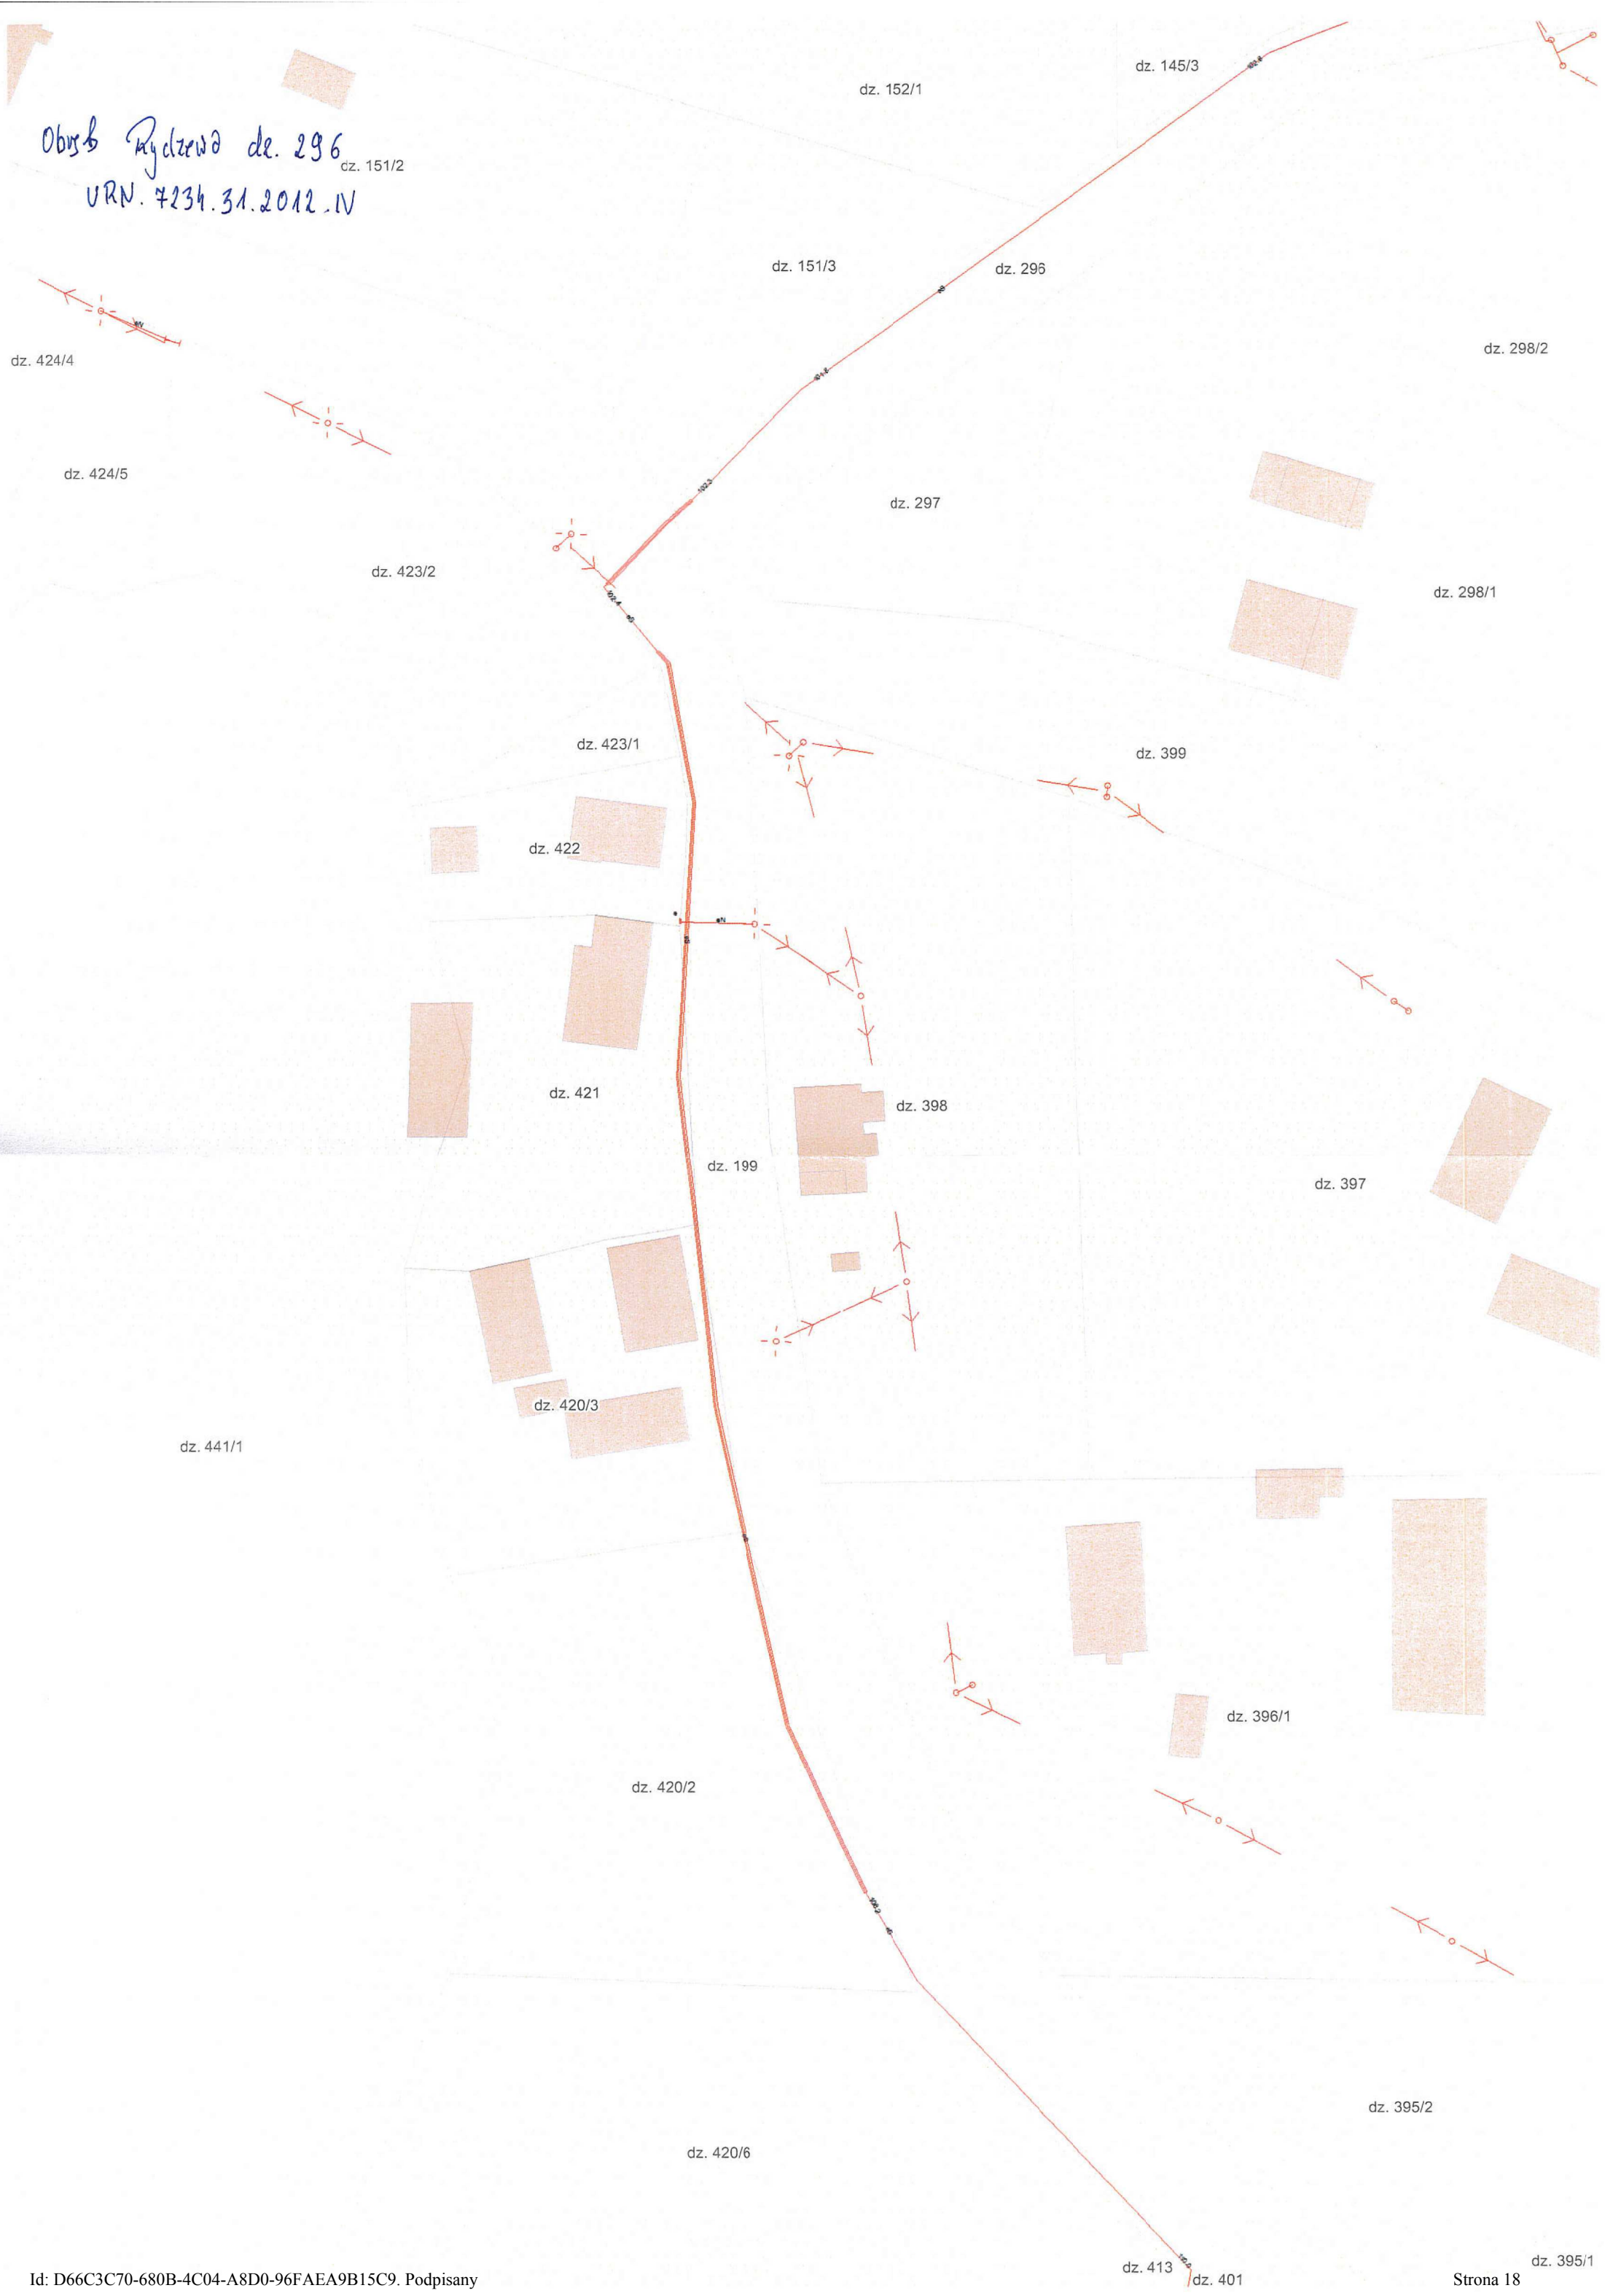 dz. 145/3
dz. 152/1
Obręb Rydzewo dz. 296
dz. 151/2
URN. 7234.31.2012.IV
dz. 151/3
dz. 296
dz. 298/2
dz. 424/4
dz. 424/5
dz. 297
dz. 423/2
dz. 298/1
dz. 423/1
dz. 399
dz. 422
eN
dz. 421
dz. 398
dz. 199
dz. 397
dz. 420/3
dz. 441/1
dz. 396/1
dz. 420/2
dz. 395/2
dz. 420/6
dz. 395/1
dz. 413
dz. 401
Id: D66C3C70-680B-4C04-A8D0-96FAEA9B15C9. Podpisany
Strona 18